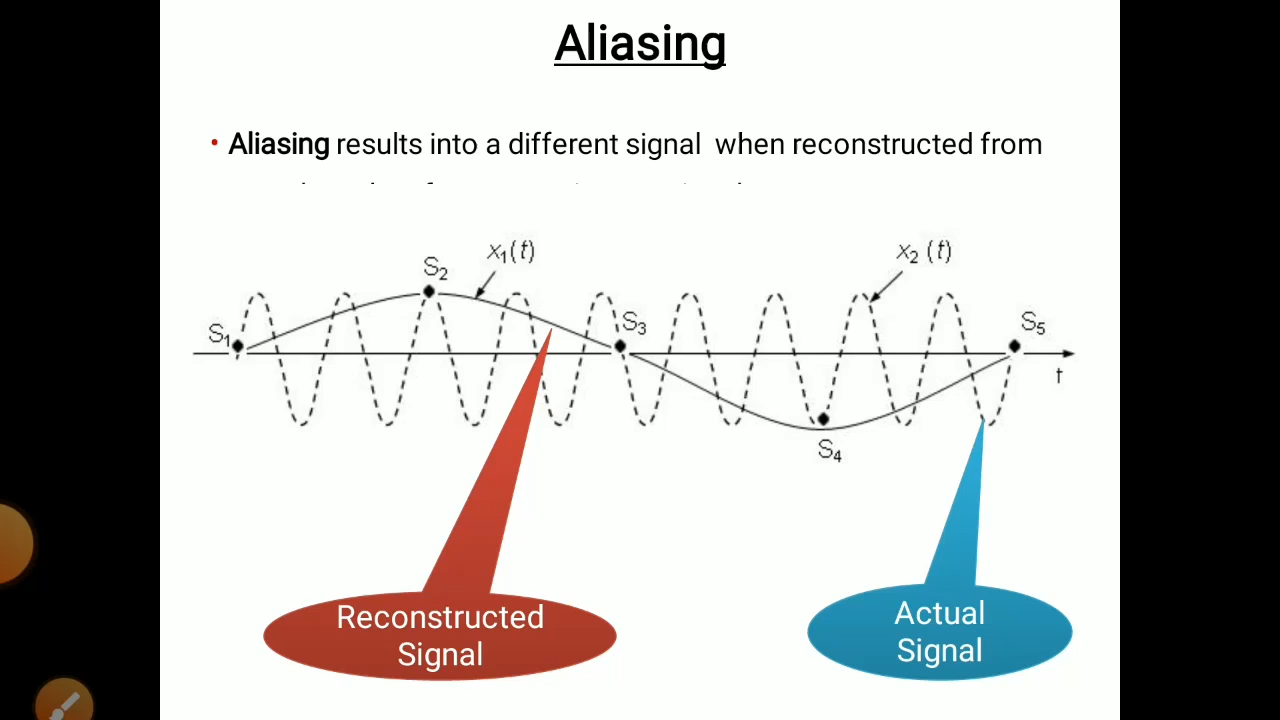 Aliasing
• Aliasing results into a different signal when reconstructed from
x₁(t)
x₂ (t)
S₂
S₁
S₃
S₅
t
S₄
Reconstructed
Signal
Actual
Signal